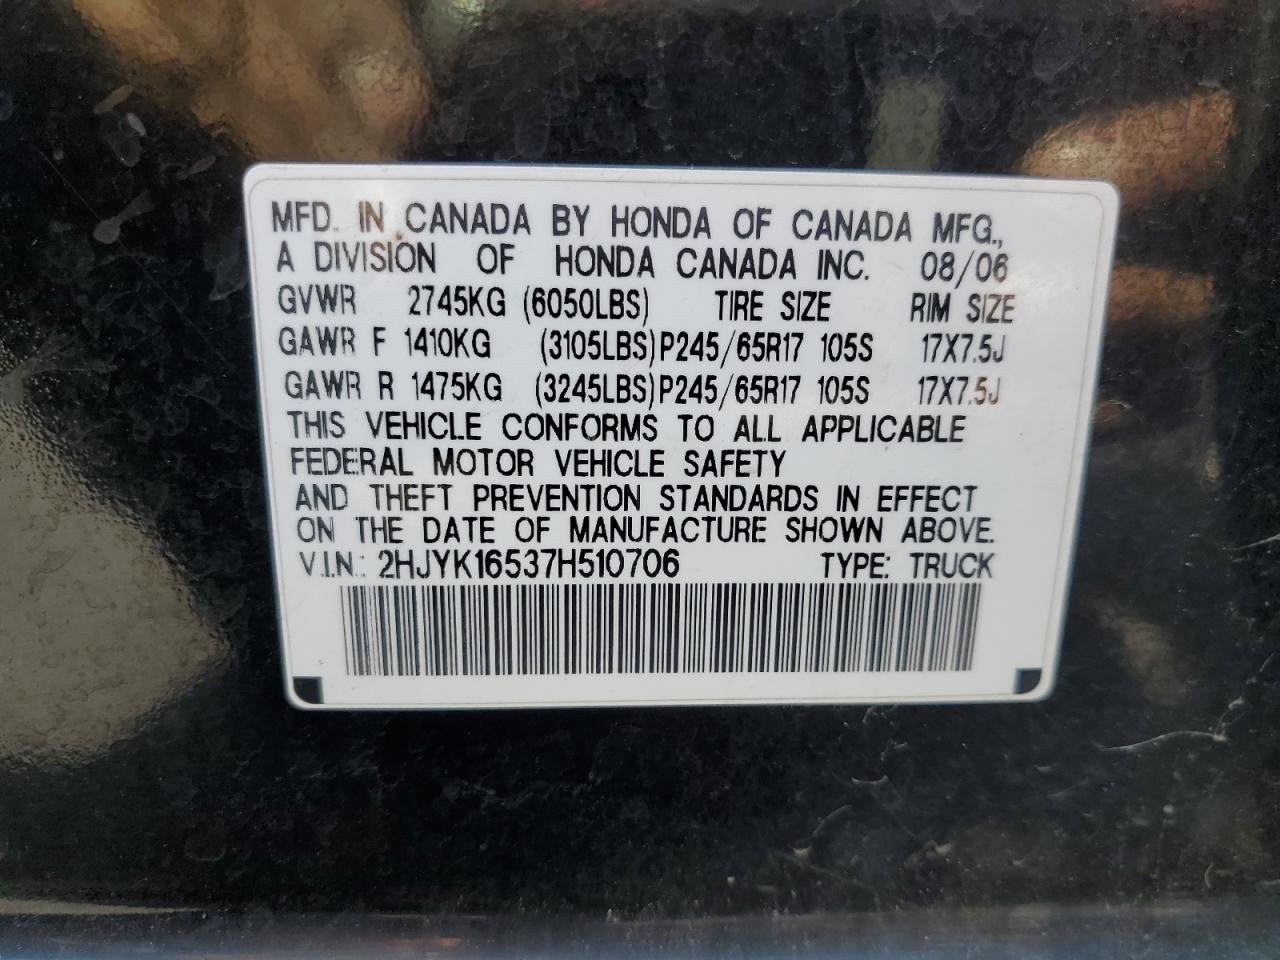 MFD. IN CANADA BY HONDA OF CANADA MFG.,
A DIVISION OF HONDA CANADA INC. 08/06
GVWR 2745KG (6050LBS) TIRE SIZE RIM SIZE
GAWR F 1410KG (3105LBS) P245/65R17 105S 17X7.5J
GAWR R 1475KG (3245LBS) P245/65R17 105S 17X7.5J
THIS VEHICLE CONFORMS TO ALL APPLICABLE
FEDERAL MOTOR VEHICLE SAFETY
AND THEFT PREVENTION STANDARDS IN EFFECT
ON THE DATE OF MANUFACTURE SHOWN ABOVE.
V.I.N.: 2HJYK16537H510706 TYPE: TRUCK